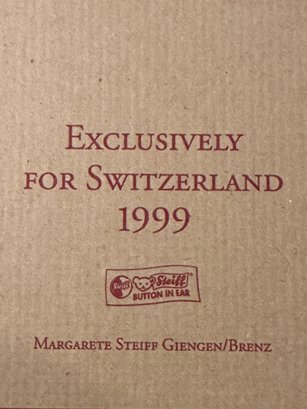 EXCLUSIVELY
FOR SWITZERLAND
1999
Steiff Steiff®
BUTTON IN EAR
MARGARETE STEIFF GIENGEN/BRENZ